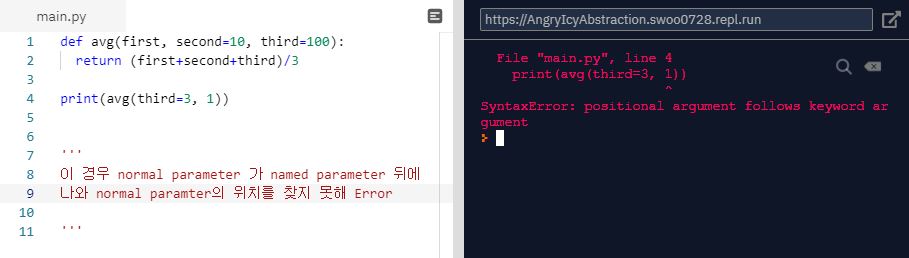 main.py
1 def avg(first, second=10, third=100):
2 return (first+second+third)/3
3
4 print(avg(third=3, 1))
5
6
7 '''
8 이 경우 normal parameter 가 named parameter 뒤에
9 나와 normal paramter의 위치를 찾지 못해 Error
10
11 '''
https://AngryIcyAbstraction.swoo0728.repl.run
File "main.py", line 4
print(avg(third=3, 1))
^
SyntaxError: positional argument follows keyword ar
gument
>